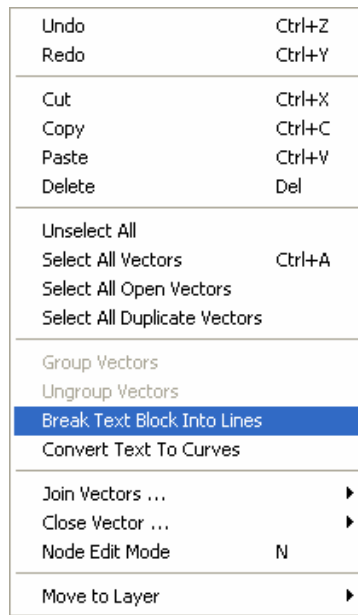 Undo Ctrl+Z
Redo Ctrl+Y
Cut Ctrl+X
Copy Ctrl+C
Paste Ctrl+V
Delete Del
Unselect All
Select All Vectors Ctrl+A
Select All Open Vectors
Select All Duplicate Vectors
Group Vectors
Ungroup Vectors
Break Text Block Into Lines
Convert Text To Curves
Join Vectors ...
Close Vector ...
Node Edit Mode N
Move to Layer